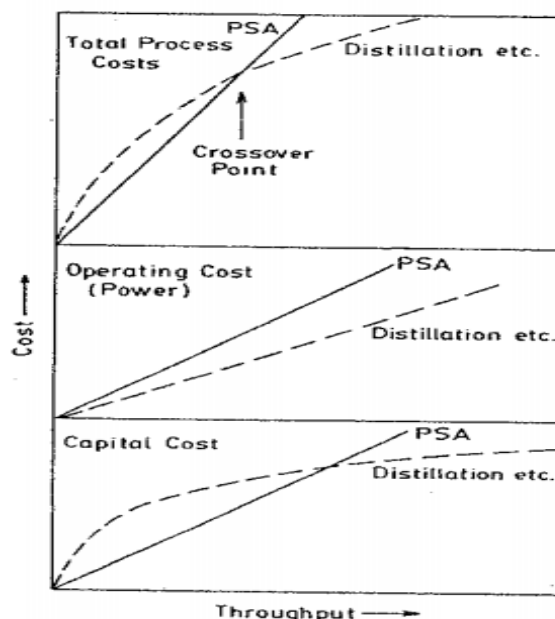 PSA
Total Process
Costs
Distillation etc.
Crossover
Point
Operating Cost
(Power)
PSA
Distillation etc.
Cost
Capital Cost
PSA
Distillation etc.
Throughput